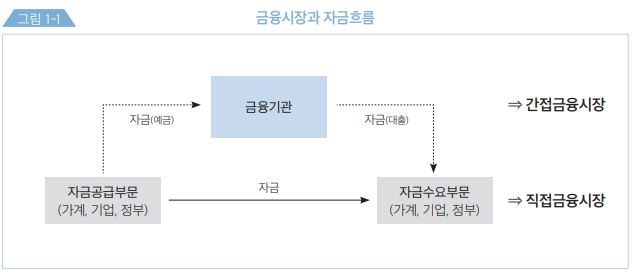 그림 1-1
금융시장과 자금흐름
금융기관
자금(예금)
자금(대출)
⇒ 간접금융시장
자금공급부문
(가계, 기업, 정부)
자금
자금수요부문
(가계, 기업, 정부)
⇒ 직접금융시장